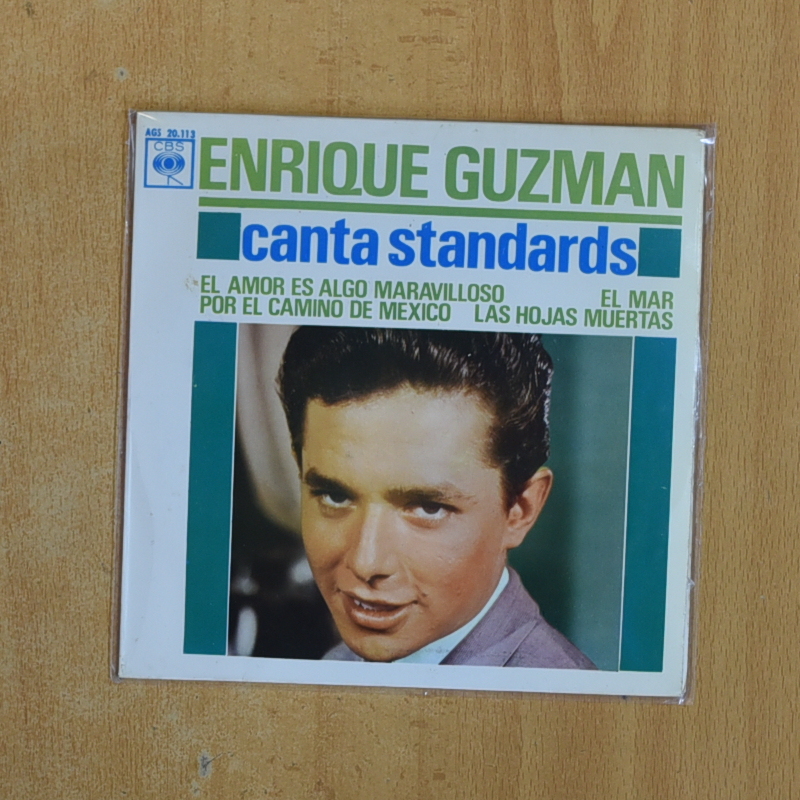 AGS 20.113
CBS
ENRIQUE GUZMAN
canta standards
EL AMOR ES ALGO MARAVILLOSO EL MAR
POR EL CAMINO DE MEXICO LAS HOJAS MUERTAS